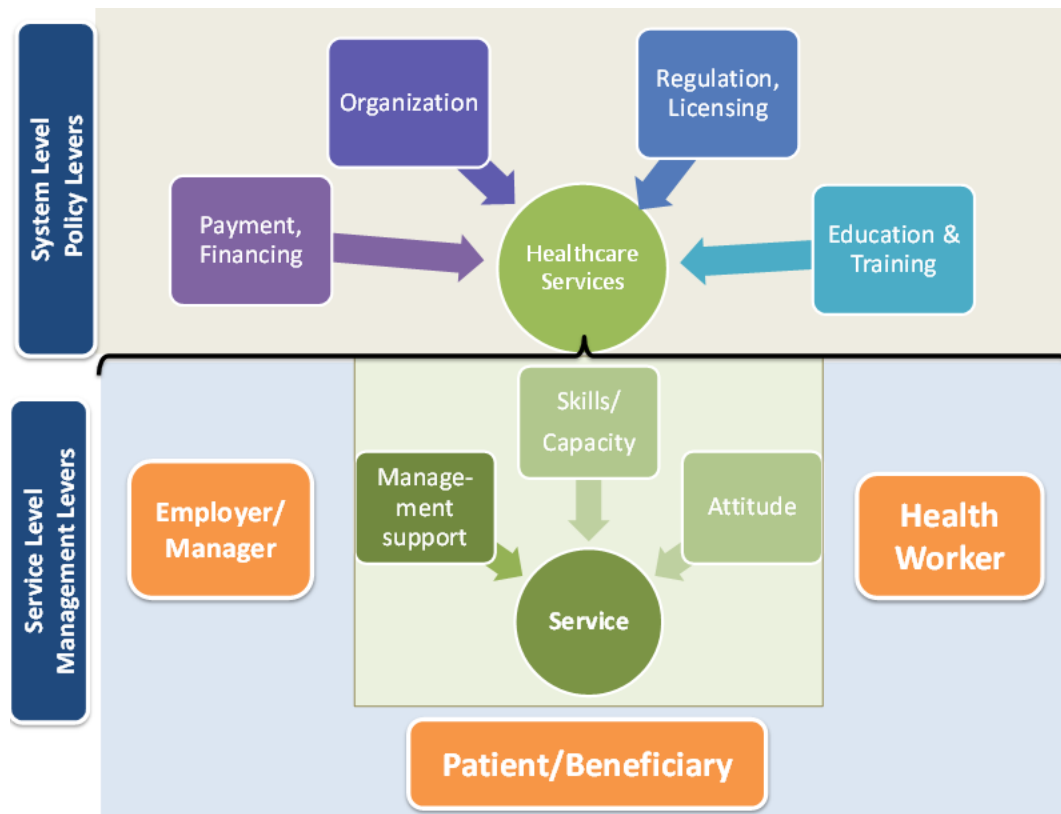 System Level
Policy Levers
Organization
Regulation,
Licensing
Payment,
Financing
Healthcare
Services
Education &
Training
Service Level
Management Levers
Skills/
Capacity
Manage-
ment
support
Attitude
Employer/
Manager
Health
Worker
Service
Patient/Beneficiary